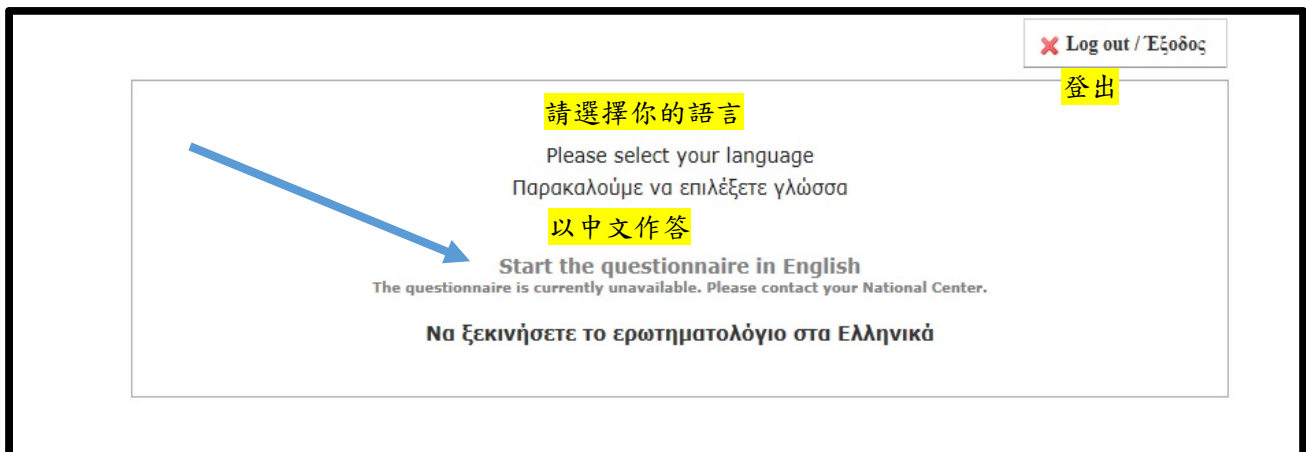 Log out / Έξοδος
登出
請選擇你的語言
Please select your language
Παρακαλούμε να επιλέξετε γλώσσα
以中文作答
Start the questionnaire in English
The questionnaire is currently unavailable. Please contact your National Center.
Να ξεκινήσετε το ερωτηματολόγιο στα Ελληνικά